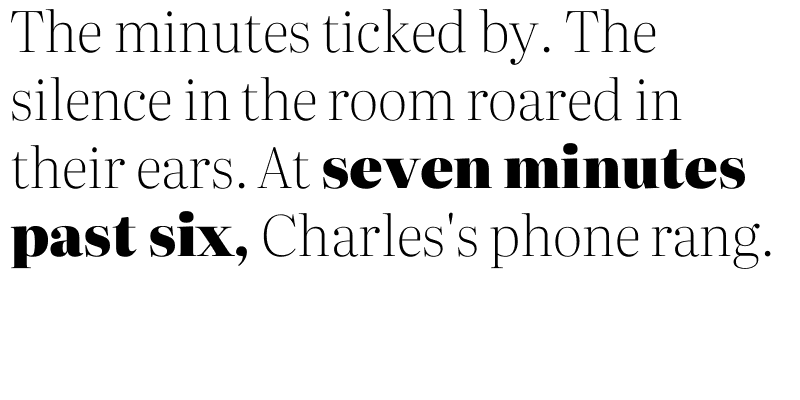 The minutes ticked by. The
silence in the room roared in
their ears. At seven minutes
past six, Charles's phone rang.